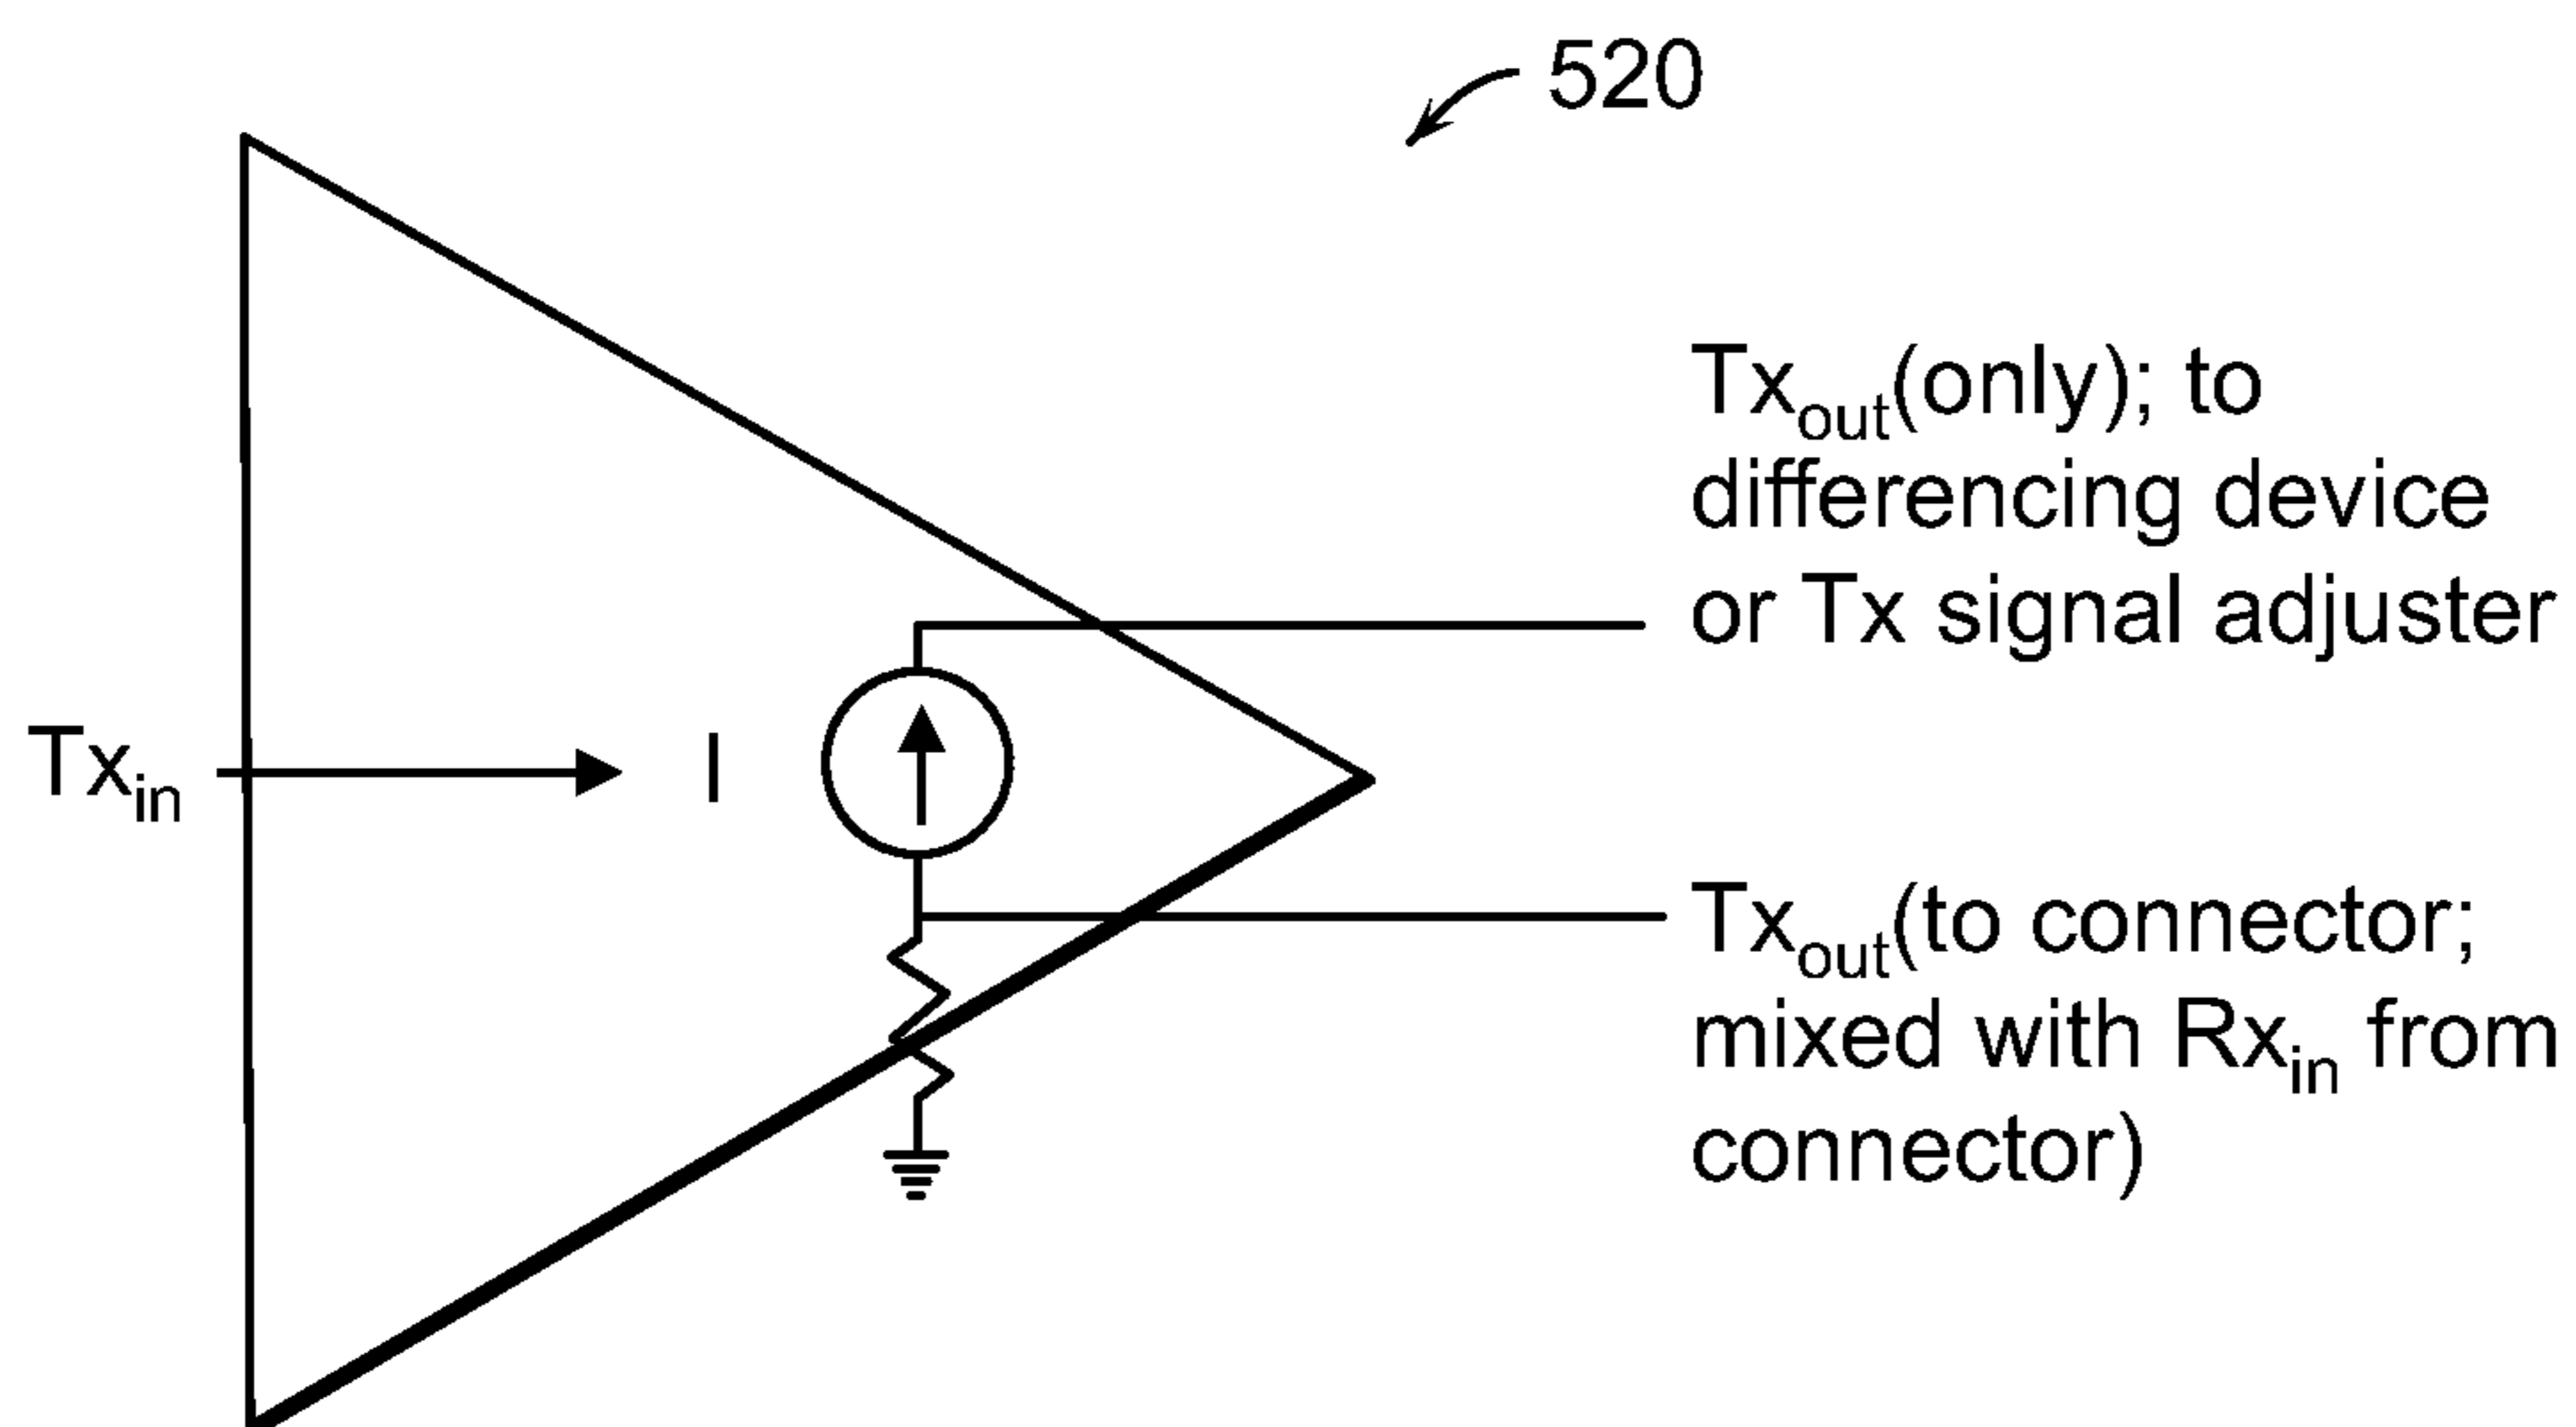 520
Txout(only); to
differencing device
or Tx signal adjuster
Txin
I
Txout(to connector;
mixed with Rxin from
connector)